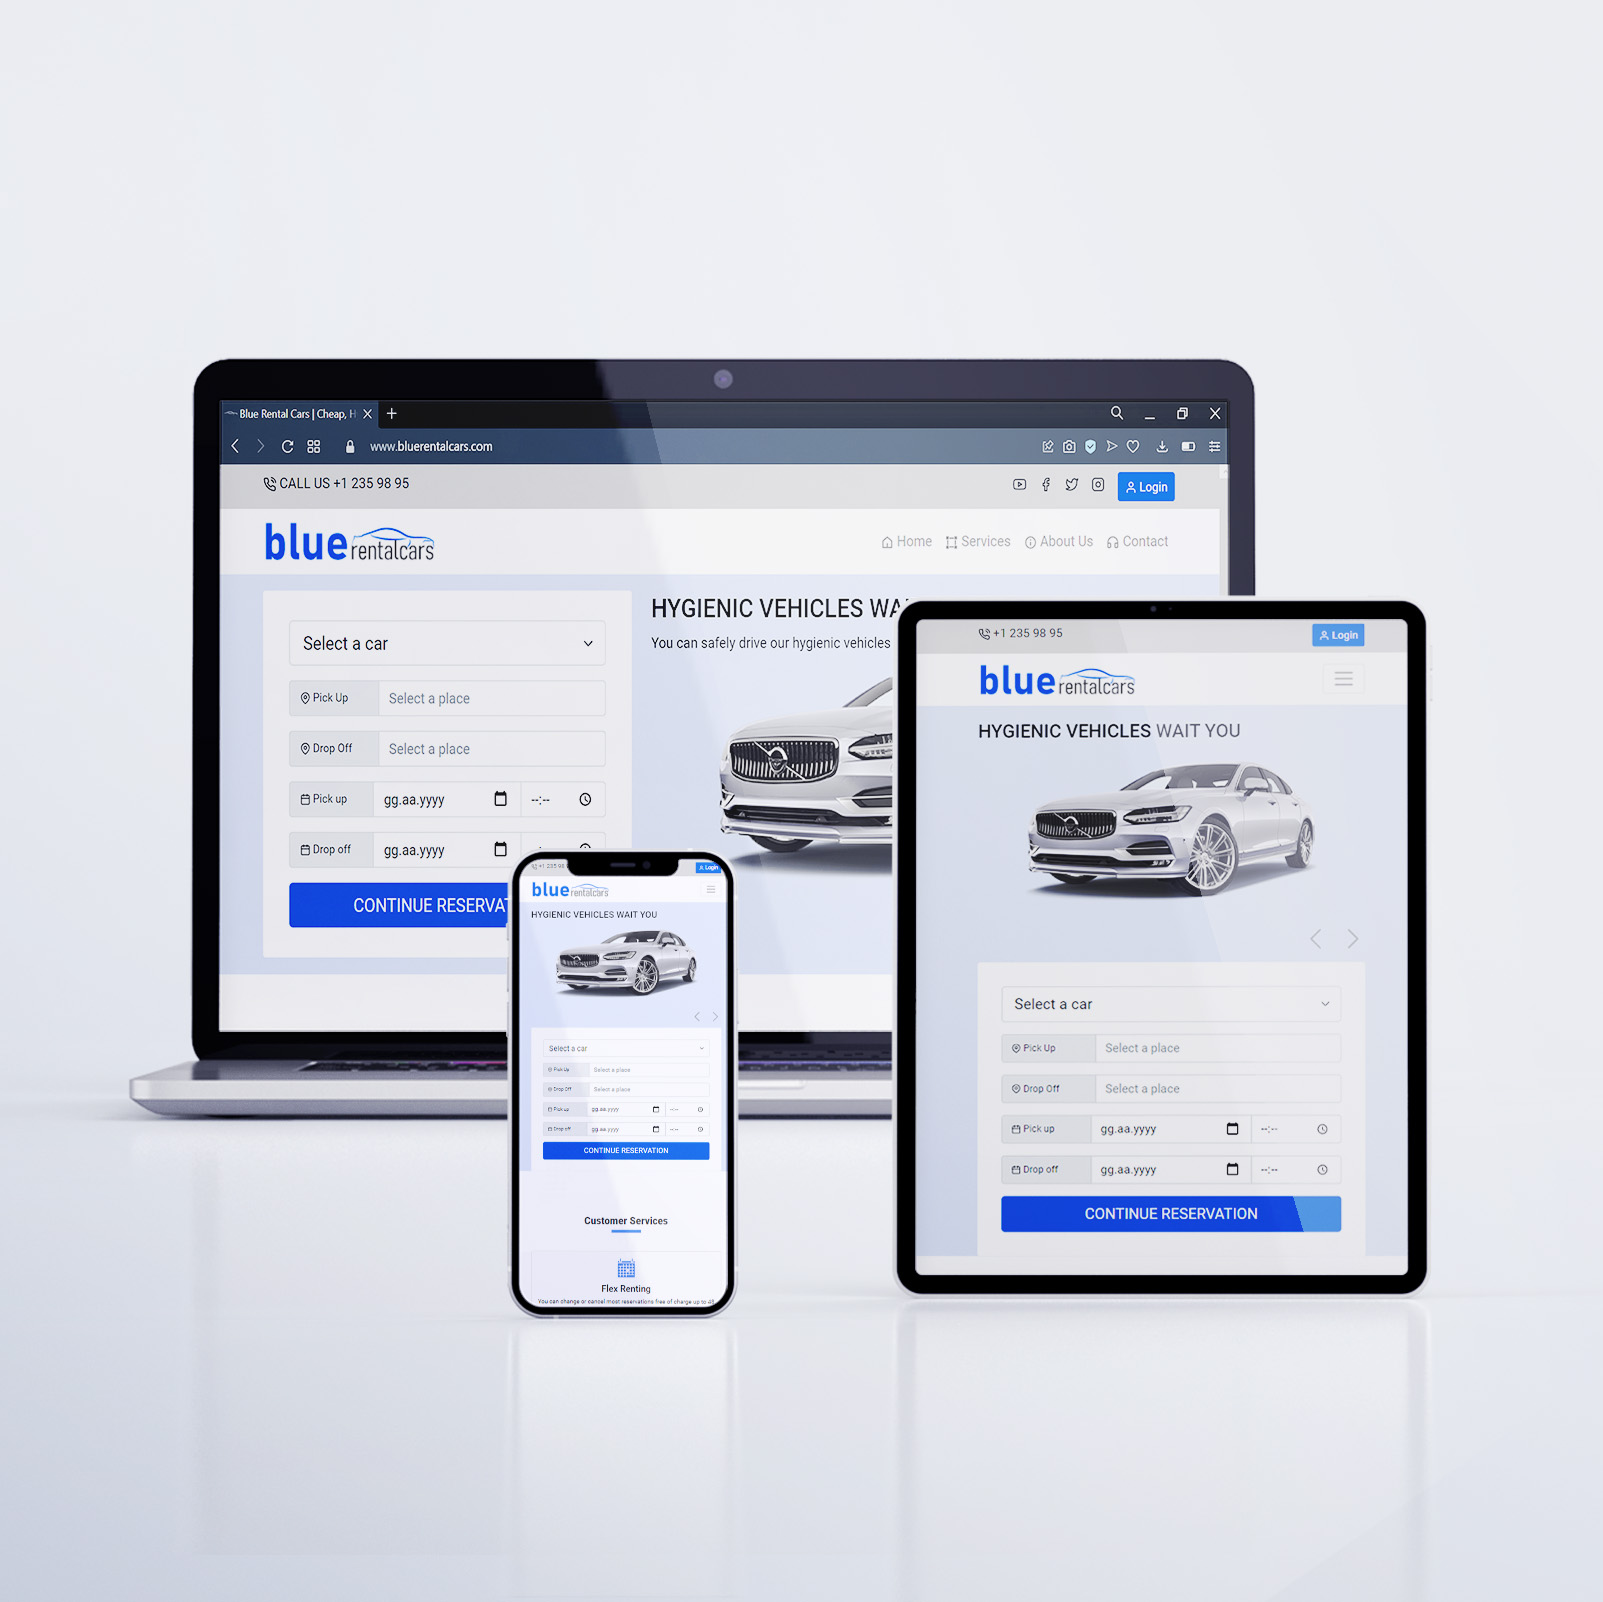 Blue Rental Cars | Cheap, H
www.bluerentalcars.com
CALL US +1 235 98 95
Login
blue rentalcars
Home Services About Us Contact
HYGIENIC VEHICLES WA
You can safely drive our hygienic vehicles
Select a car
Pick Up Select a place
Drop Off Select a place
Pick up gg.aa.yyyy --:--
Drop off gg.aa.yyyy
CONTINUE RESERVAT
+1 235 98
Login
blue rentalcars
HYGIENIC VEHICLES WAIT YOU
Select a car
Pick Up Select a place
Drop Off Select a place
Pick up gg.aa.yyyy --:--
Drop off gg.aa.yyyy --:--
CONTINUE RESERVATION
Customer Services
Flex Renting
You can change or cancel most reservations free of charge up to 48
+1 235 98 95
Login
blue rentalcars
HYGIENIC VEHICLES WAIT YOU
Select a car
Pick Up Select a place
Drop Off Select a place
Pick up gg.aa.yyyy --:--
Drop off gg.aa.yyyy --:--
CONTINUE RESERVATION